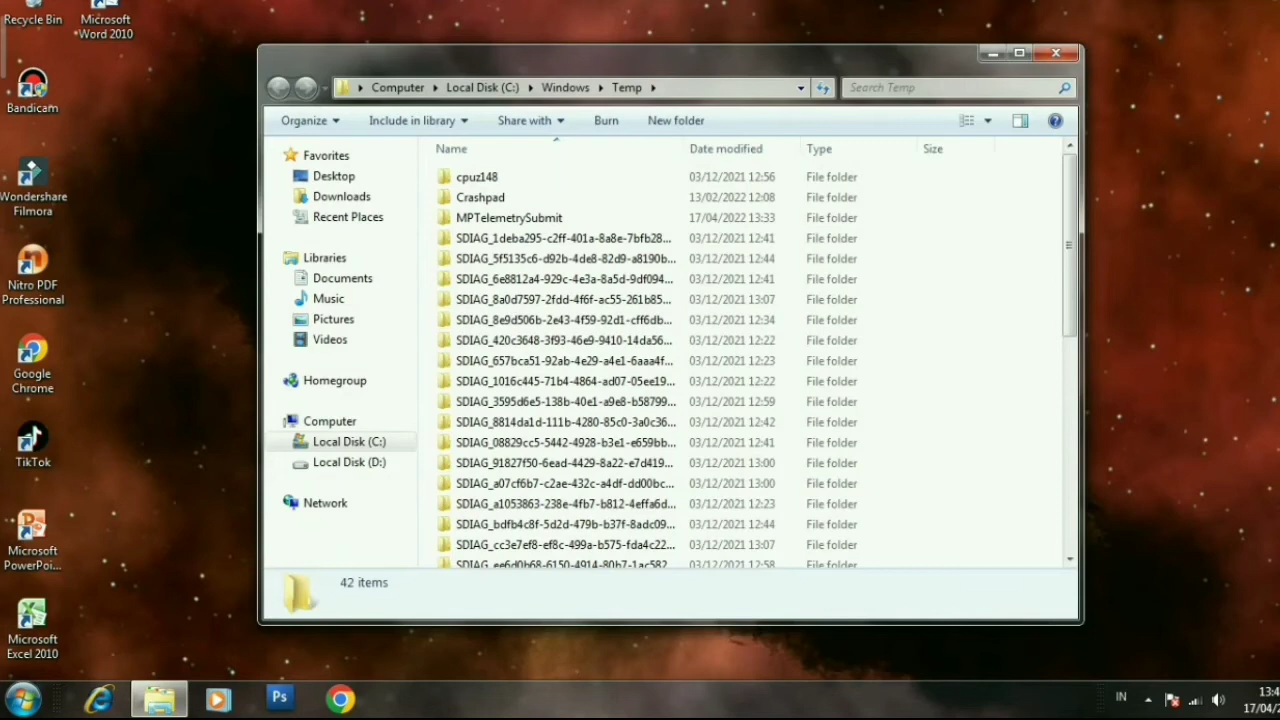 Recycle Bin
Microsoft
Word 2010
Bandicam
Wondershare
Filmora
Nitro PDF
Professional
Google
Chrome
TikTok
Microsoft
PowerPoi...
Microsoft
Excel 2010
Computer Local Disk (C:) Windows Temp
Search Temp
Organize Include in library Share with Burn New folder
Favorites
Desktop
Downloads
Recent Places
Libraries
Documents
Music
Pictures
Videos
Homegroup
Computer
Local Disk (C:)
Local Disk (D:)
Network
Name Date modified Type Size
cpuz148 03/12/2021 12:56 File folder
Crashpad 13/02/2022 12:08 File folder
MPTelemetrySubmit 17/04/2022 13:33 File folder
SDIAG_1deba295-c2ff-401a-8a8e-7bfb28... 03/12/2021 12:41 File folder
SDIAG_5f5135c6-d92b-4de8-82d9-a8190b... 03/12/2021 12:44 File folder
SDIAG_6e8812a4-929c-4e3a-8a5d-9df094... 03/12/2021 12:41 File folder
SDIAG_8a0d7597-2fdd-4f6f-ac55-261b85... 03/12/2021 13:07 File folder
SDIAG_8e9d506b-2e43-4f59-92d1-cff6db... 03/12/2021 12:34 File folder
SDIAG_420c3648-3f93-46e9-9410-14da56... 03/12/2021 12:22 File folder
SDIAG_657bca51-92ab-4e29-a4e1-6aaa4f... 03/12/2021 12:23 File folder
SDIAG_1016c445-71b4-4864-ad07-05ee19... 03/12/2021 12:22 File folder
SDIAG_3595d6e5-138b-40e1-a9e8-b58799... 03/12/2021 12:59 File folder
SDIAG_8814da1d-111b-4280-85c0-3a0c36... 03/12/2021 12:42 File folder
SDIAG_08829cc5-5442-4928-b3e1-e659bb... 03/12/2021 12:41 File folder
SDIAG_91827f50-6ead-4429-8a22-e7d419... 03/12/2021 13:00 File folder
SDIAG_a07cf6b7-c2ae-432c-a4df-dd00bc... 03/12/2021 13:00 File folder
SDIAG_a1053863-238e-4fb7-b812-4effa6d... 03/12/2021 12:23 File folder
SDIAG_bdfb4c8f-5d2d-479b-b37f-8adc09... 03/12/2021 12:44 File folder
SDIAG_cc3e7ef8-ef8c-499a-b575-fda4c22... 03/12/2021 13:07 File folder
SDIAG_ee6d0b68-6150-4914-80b7-1ac582... 03/12/2021 12:58 File folder
42 items
Ps
IN
13:4
17/04/2